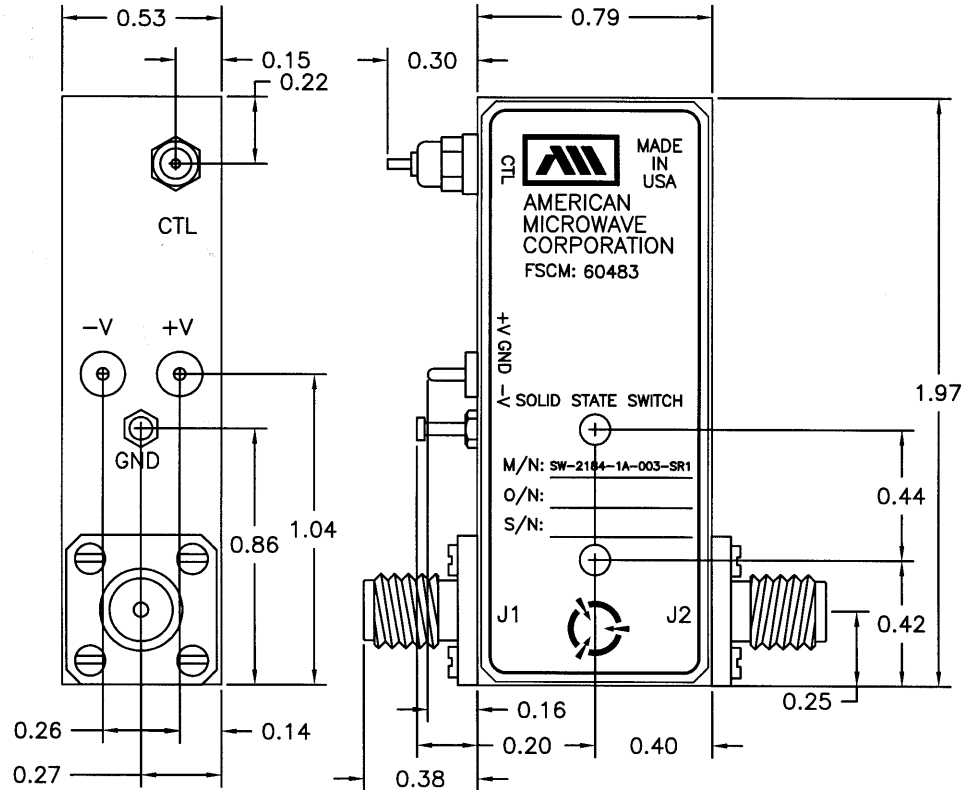 0.53
0.79
0.15
0.30
0.22
CTL
MADE
IN
USA
CTL
AMERICAN
MICROWAVE
CORPORATION
FSCM: 60483
-V +V
+V GND -V
1.97
SOLID STATE SWITCH
GND
M/N: SW-2184-1A-003-SR1
O/N:
S/N:
0.44
1.04
0.86
J1
J2
0.42
0.25
0.16
0.26
0.14
0.20
0.40
0.27
0.38